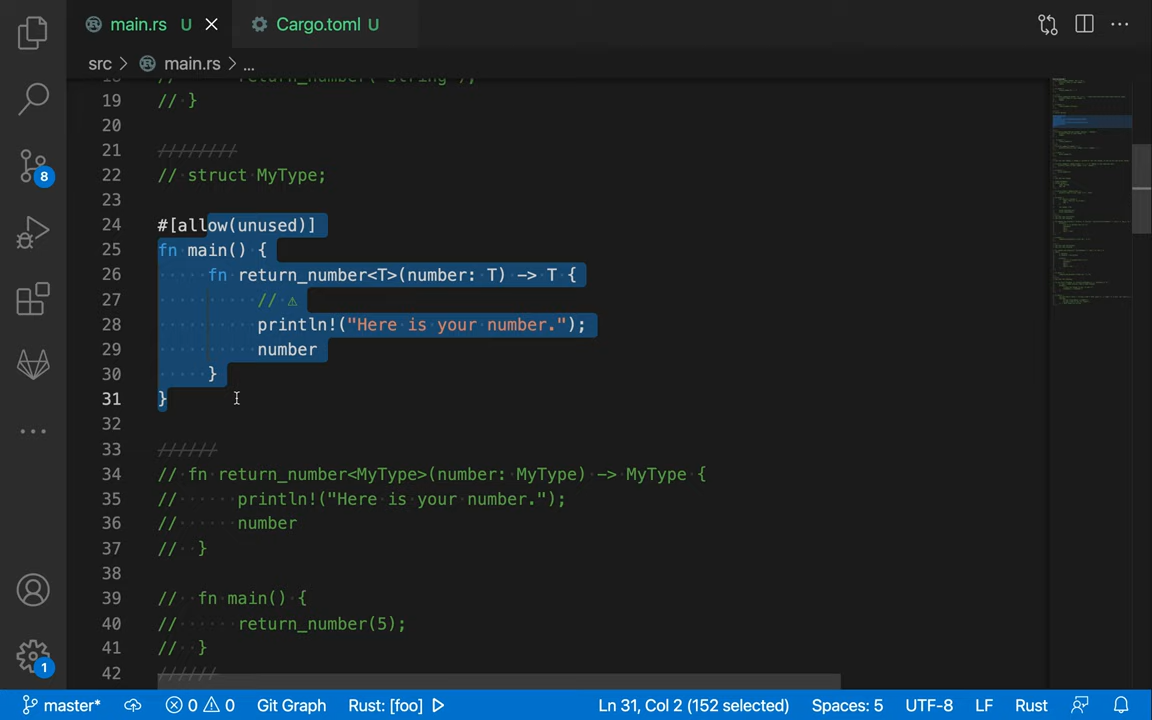 main.rs U Cargo.toml U
src > main.rs > ...
18 // return_number("string");
19 // }
20
21 ////////
22 // struct MyType;
23
24 #[allow(unused)]
25 fn main() {
26 fn return_number<T>(number: T) -> T {
27 // ⚠
28 println!("Here is your number.");
29 number
30 }
31 }
32
33 //////
34 // fn return_number<MyType>(number: MyType) -> MyType {
35 // println!("Here is your number.");
36 // number
37 // }
38
39 // fn main() {
40 // return_number(5);
41 // }
42 //////
8
1
master* 0 0 Git Graph Rust: [foo] Ln 31, Col 2 (152 selected) Spaces: 5 UTF-8 LF Rust